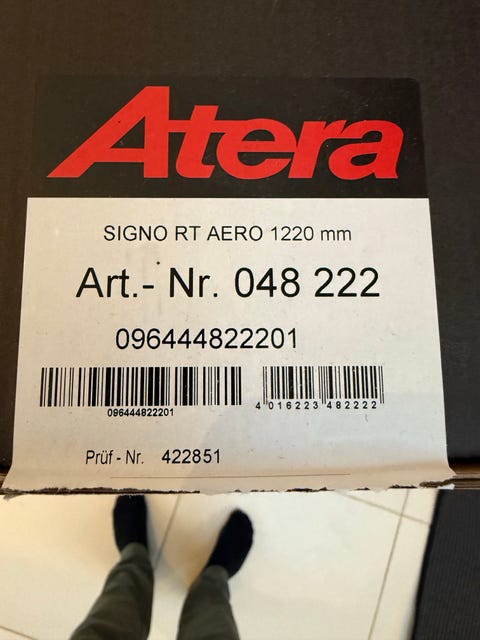 Atera
SIGNO RT AERO 1220 mm
Art.- Nr. 048 222
096444822201
096444822201
4 016223 482222
Prüf - Nr. 422851